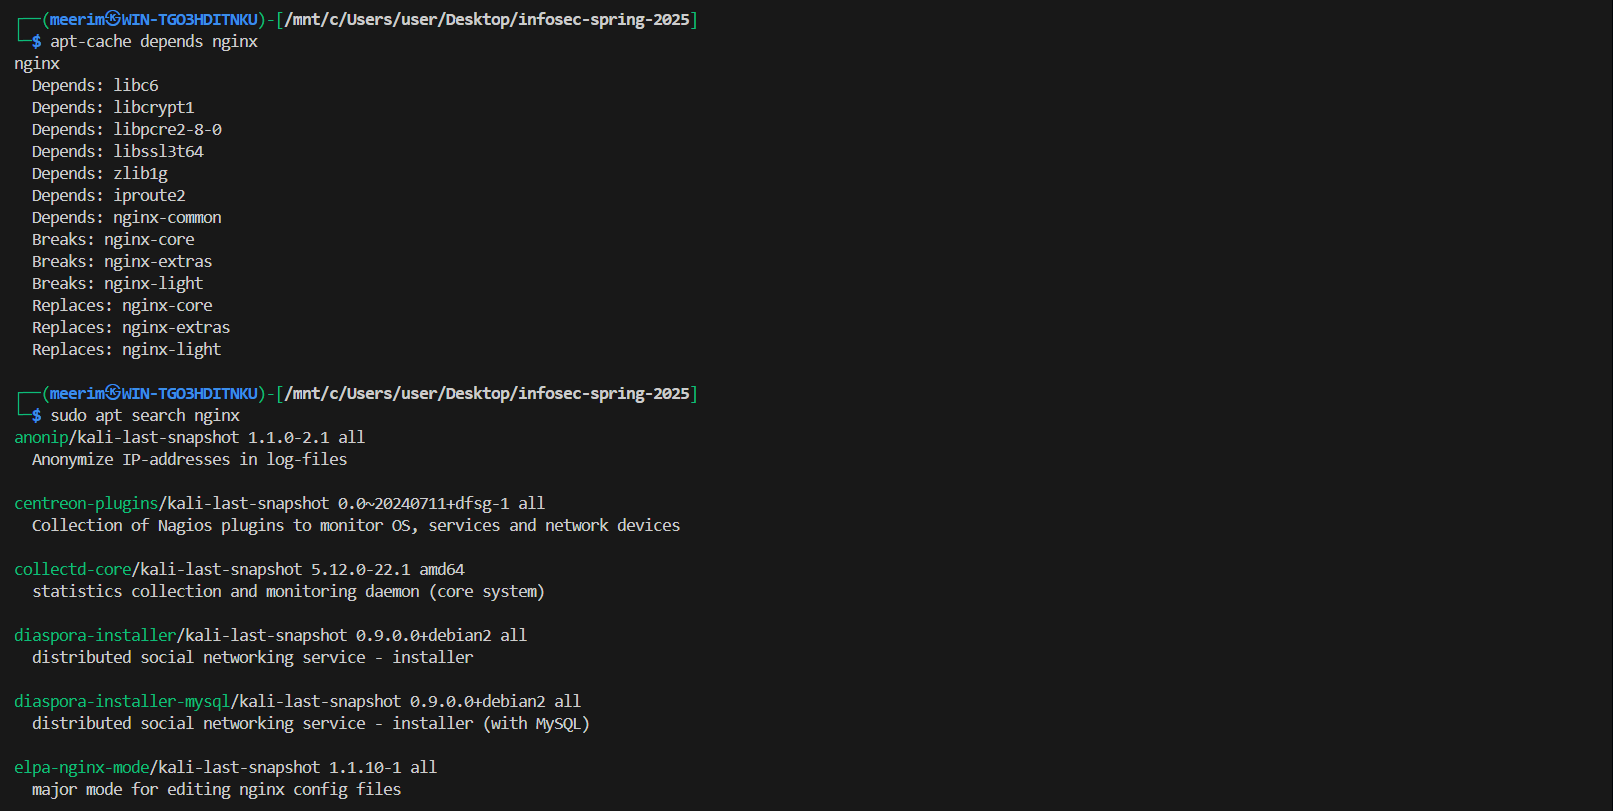 ┌──(meerim㉿WIN-TGO3HDITNKU)-[/mnt/c/Users/user/Desktop/infosec-spring-2025]
└─$ apt-cache depends nginx
nginx
  Depends: libc6
  Depends: libcrypt1
  Depends: libpcre2-8-0
  Depends: libssl3t64
  Depends: zlib1g
  Depends: iproute2
  Depends: nginx-common
  Breaks: nginx-core
  Breaks: nginx-extras
  Breaks: nginx-light
  Replaces: nginx-core
  Replaces: nginx-extras
  Replaces: nginx-light
┌──(meerim㉿WIN-TGO3HDITNKU)-[/mnt/c/Users/user/Desktop/infosec-spring-2025]
└─$ sudo apt search nginx
anonip/kali-last-snapshot 1.1.0-2.1 all
  Anonymize IP-addresses in log-files
centreon-plugins/kali-last-snapshot 0.0~20240711+dfsg-1 all
  Collection of Nagios plugins to monitor OS, services and network devices
collectd-core/kali-last-snapshot 5.12.0-22.1 amd64
  statistics collection and monitoring daemon (core system)
diaspora-installer/kali-last-snapshot 0.9.0.0+debian2 all
  distributed social networking service - installer
diaspora-installer-mysql/kali-last-snapshot 0.9.0.0+debian2 all
  distributed social networking service - installer (with MySQL)
elpa-nginx-mode/kali-last-snapshot 1.1.10-1 all
  major mode for editing nginx config files